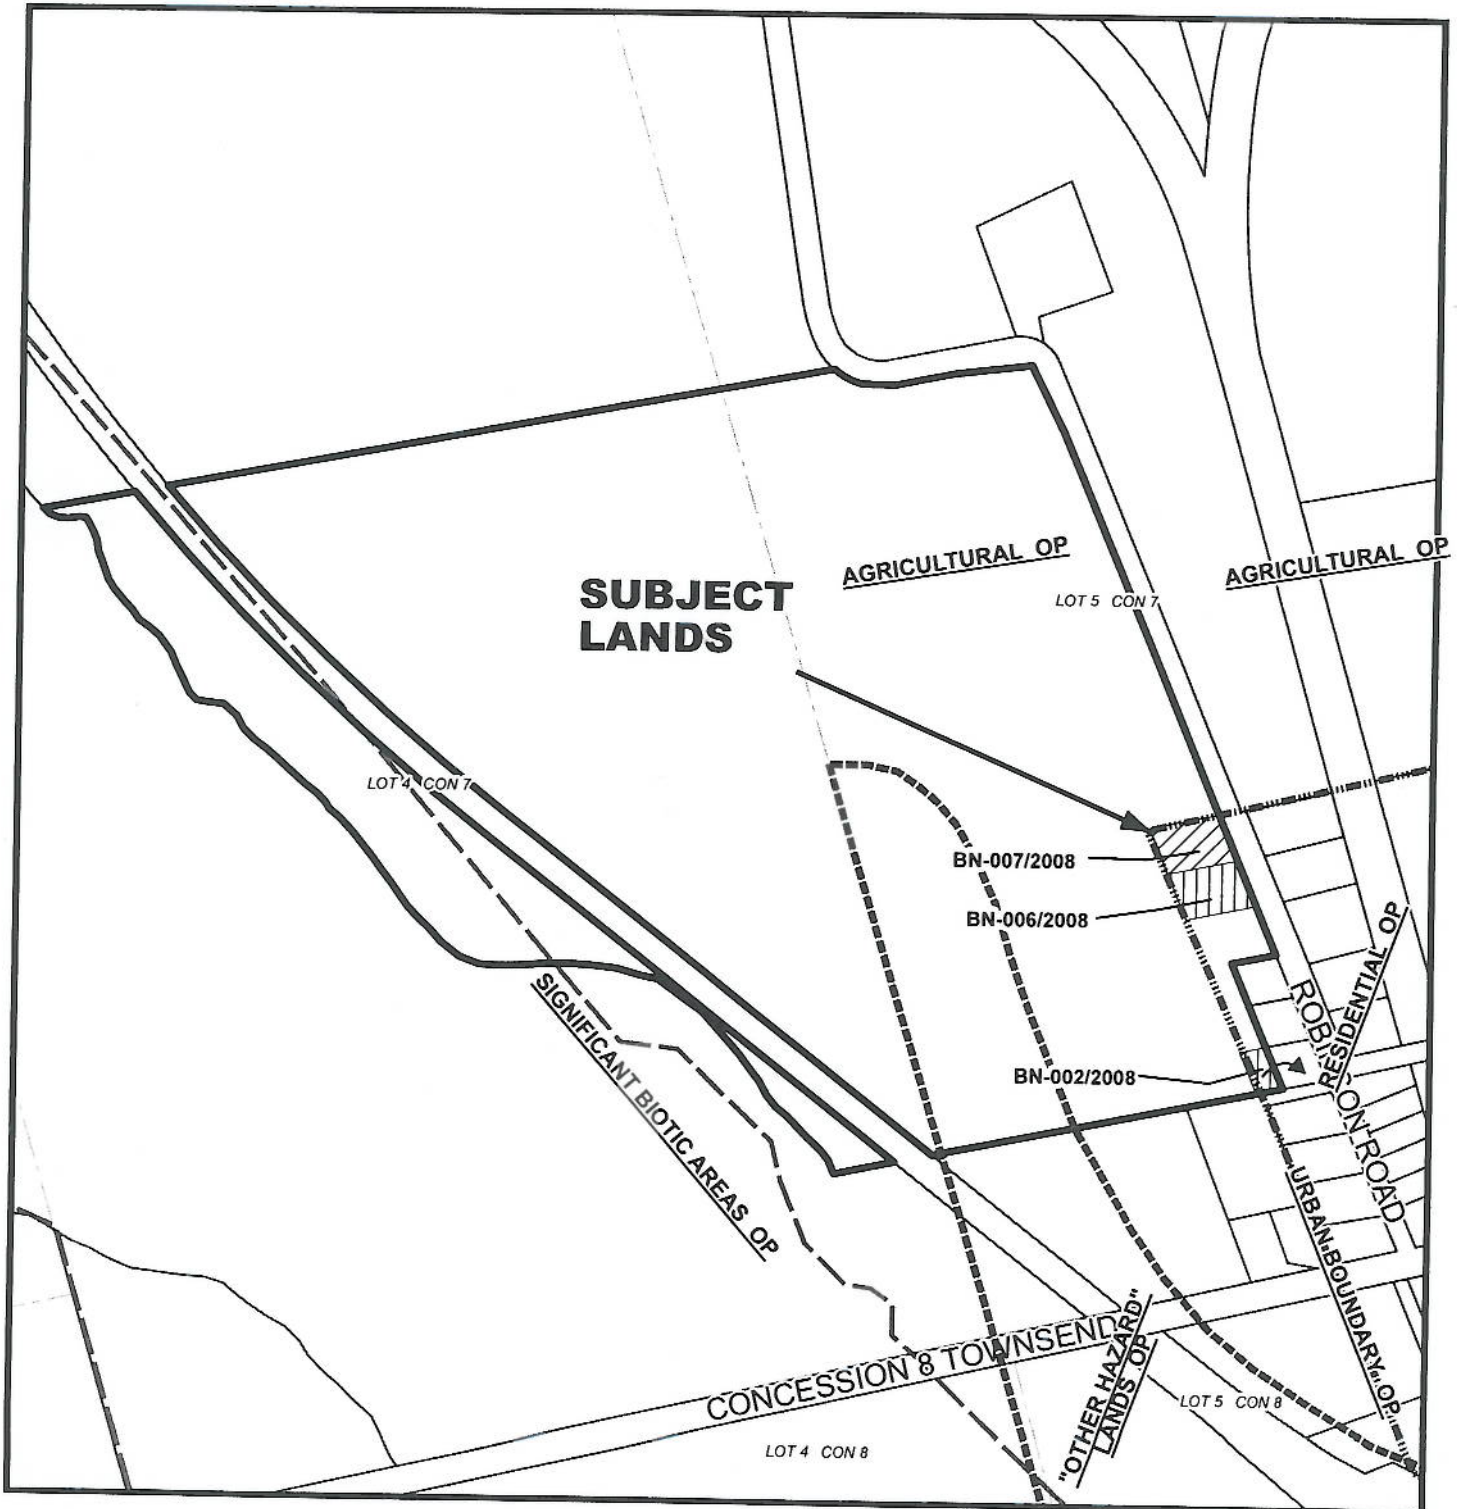 AGRICULTURAL OP
AGRICULTURAL OP
SUBJECT
LANDS
LOT 5 CON 7
LOT 4 CON 7
BN-007/2008
BN-006/2008
BN-002/2008
RESIDENTIAL OP
ROBINSON ROAD
SIGNIFICANT BIOTIC AREAS OP
URBAN BOUNDARY OP
"OTHER HAZARD"
LANDS OP
CONCESSION 8 TOWNSEND
LOT 5 CON 8
LOT 4 CON 8